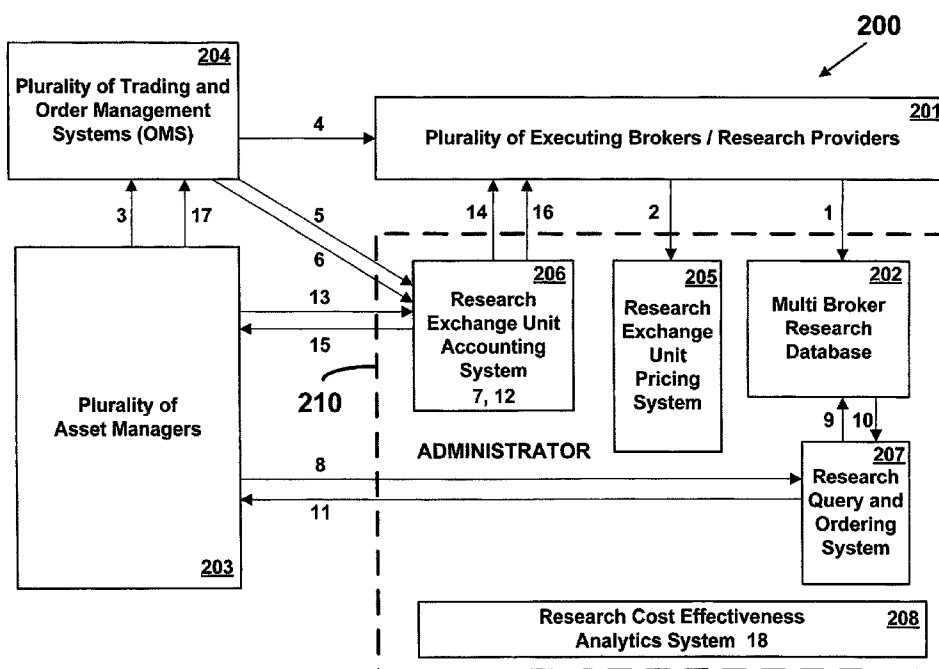 200
204
Plurality of Trading and
Order Management
Systems (OMS)
4
201
Plurality of Executing Brokers / Research Providers
3
17
5
6
14
16
2
1
13
15
210
206
Research
Exchange Unit
Accounting
System
7, 12
205
Research
Exchange
Unit
Pricing
System
202
Multi Broker
Research
Database
9
10
Plurality of
Asset Managers
203
ADMINISTRATOR
8
11
207
Research
Query and
Ordering
System
Research Cost Effectiveness
Analytics System 18
208